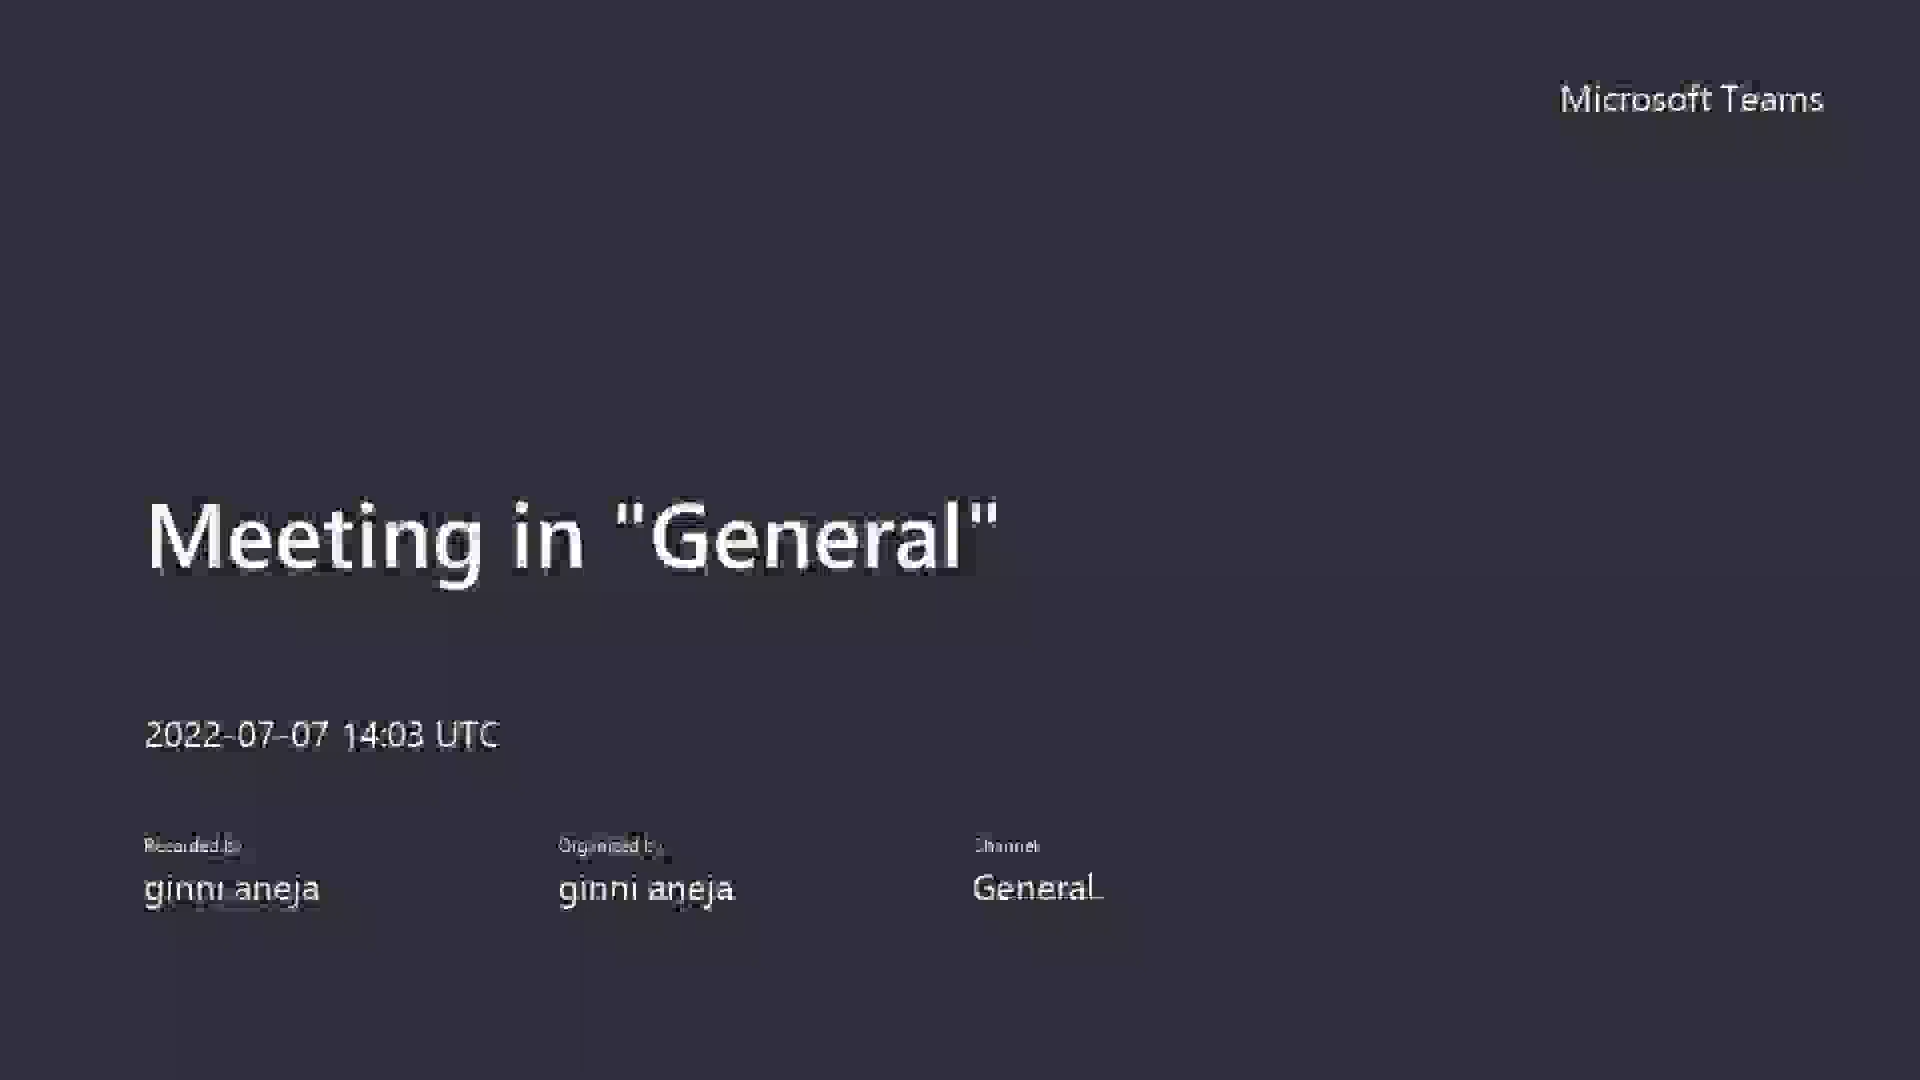 Microsoft Teams
Meeting in "General"
2022-07-07 14:03 UTC
Recorded by
Organized by
Channel
ginni aneja
ginni aneja
General